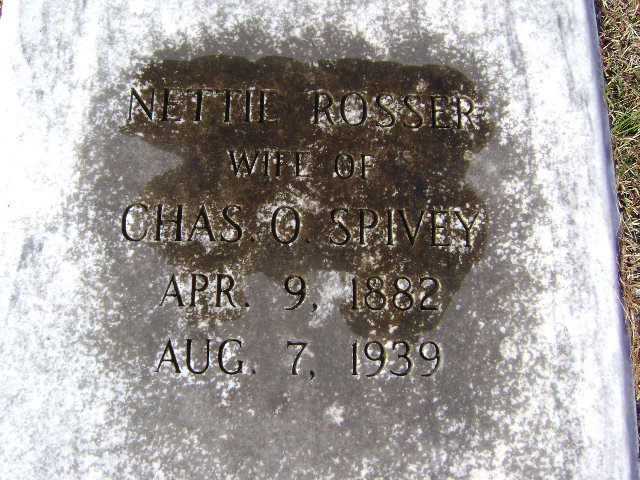 NETTIE ROSSER
WIFE OF
CHAS. O. SPIVEY
APR. 9, 1882
AUG. 7, 1939